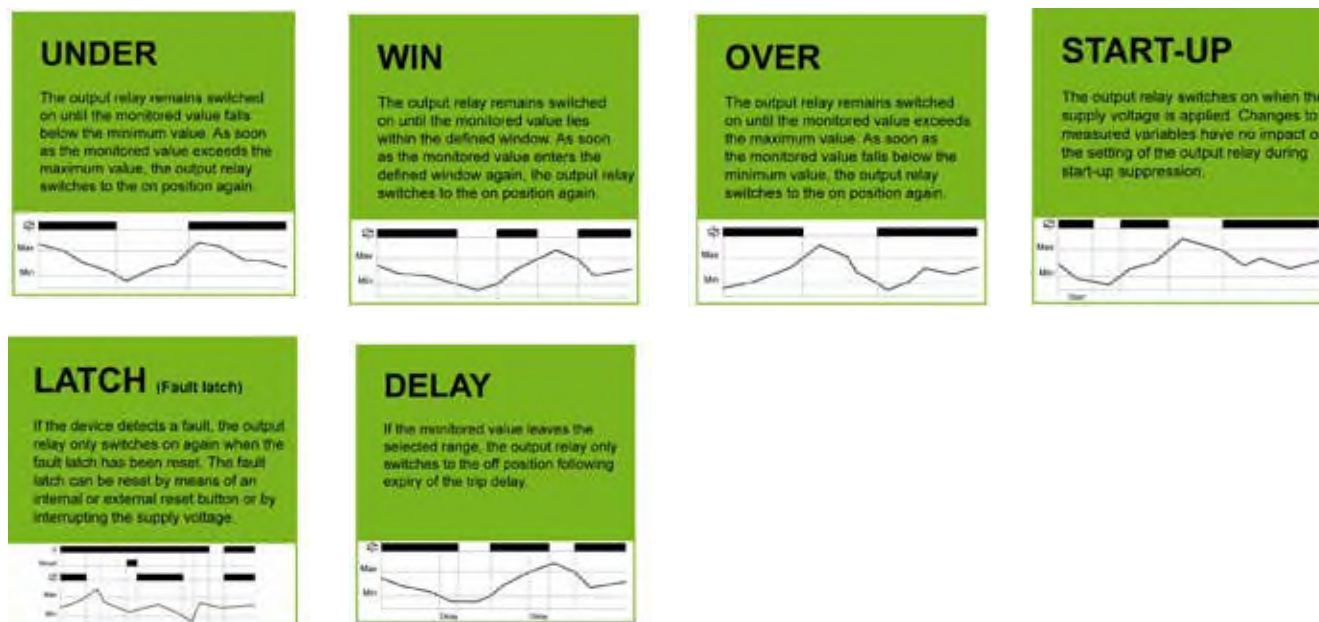 UNDER
The output relay remains switched
on until the monitored value falls
below the minimum value. As soon
as the monitored value exceeds the
maximum value, the output relay
switches to the on position again.
Max
Min
WIN
The output relay remains switched
on until the monitored value lies
within the defined window. As soon
as the monitored value enters the
defined window again, the output relay
switches to the on position again.
Max
Min
OVER
The output relay remains switched
on until the monitored value exceeds
the maximum value. As soon as
the monitored value falls below the
minimum value, the output relay
switches to the on position again.
Max
Min
START-UP
The output relay switches on when the
supply voltage is applied. Changes to
measured variables have no impact o
the setting of the output relay during
start-up suppression.
Max
Min
Start
LATCH (Fault latch)
If the device detects a fault, the output
relay only switches on again when the
fault latch has been reset. The fault
latch can be reset by means of an
internal or external reset button or by
interrupting the supply voltage.
Max
Min
DELAY
If the monitored value leaves the
selected range, the output relay only
switches to the off position following
expiry of the trip delay.
Max
Min
Delay
Delay